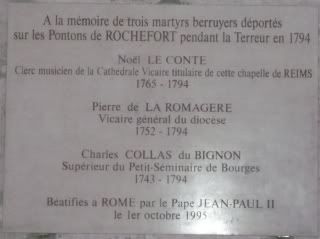 A la mémoire de trois martyrs berruyers déportés
sur les Pontons de ROCHEFORT pendant la Terreur en 1794
Noël LE CONTE
Clerc musicien de la Cathedrale Vicaire titulaire de cette chapelle de REIMS
1765 - 1794
Pierre de LA ROMAGERE
Vicaire général du diocèse
1752 - 1794
Charles COLLAS du BIGNON
Supérieur du Petit-Séminaire de Bourges
1743 - 1794
Béatifiés à ROME par le Pape JEAN-PAUL II
le 1er octobre 1995